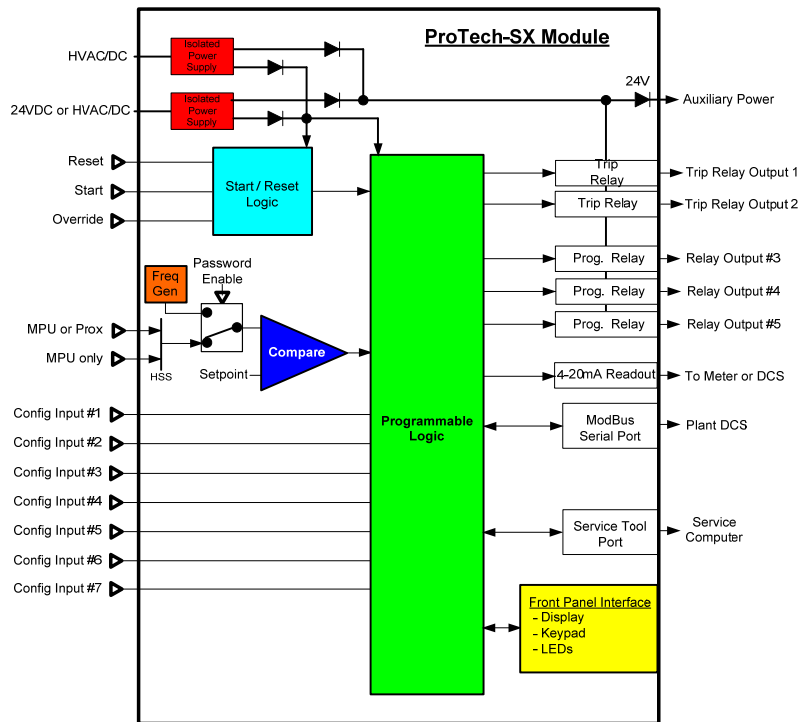 ProTech-SX Module
HVAC/DC
Isolated
Power
Supply
24V
Auxiliary Power
24VDC or HVAC/DC
Isolated
Power
Supply
Reset
Start
Override
Start / Reset
Logic
Trip
Relay
Trip Relay Output 1
Trip Relay
Trip Relay Output 2
Prog. Relay
Relay Output #3
Prog. Relay
Relay Output #4
Prog. Relay
Relay Output #5
Password
Enable
Freq
Gen
MPU or Prox
MPU only
HSS
Compare
Setpoint
4-20mA Readout
To Meter or DCS
Programmable
Logic
ModBus
Serial Port
Plant DCS
Config Input #1
Config Input #2
Config Input #3
Config Input #4
Config Input #5
Config Input #6
Config Input #7
Service Tool
Port
Service
Computer
Front Panel Interface
- Display
- Keypad
- LEDs